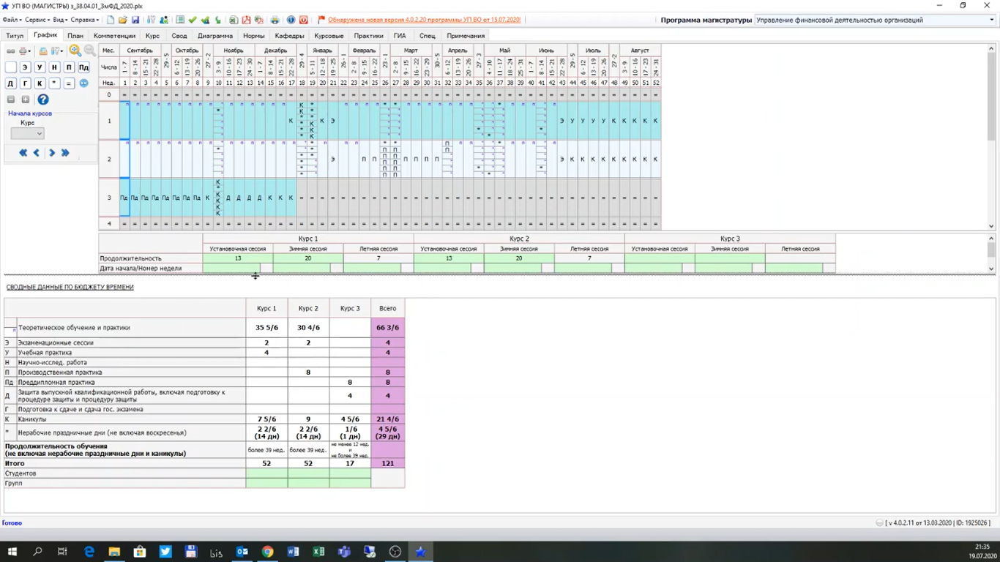 УП ВО (МАГИСТРЫ) з_38.04.01_ЗмФД_2020.plx
Файл Сервис Вид Справка
Обнаружена новая версия 4.0.2.20 программы УП ВО от 15.07.2020!
Программа магистратуры Управление финансовой деятельностью организаций
Титул График План Компетенции Курс Свод Диаграмма Нормы Кафедры Курсовые Практики ГИА Спец. Примечания
Мес. Сентябрь Октябрь Ноябрь Декабрь Январь Февраль Март Апрель Май Июнь Июль Август
Числа 1 - 7 8 - 14 15 - 21 22 - 28 29 - 5 6 - 12 13 - 19 20 - 26 27 - 2 3 - 9 10 - 16 17 - 23 24 - 30 1 - 7 8 - 14 15 - 21 22 - 28 29 - 4 5 - 11 12 - 18 19 - 25 26 - 1 2 - 8 9 - 15 16 - 22 23 - 1 2 - 8 9 - 15 16 - 22 23 - 29 30 - 5 6 - 12 13 - 19 20 - 26 27 - 3 4 - 10 11 - 17 18 - 24 25 - 31 1 - 7 8 - 14 15 - 21 22 - 28 29 - 5 6 - 12 13 - 19 20 - 26 27 - 2 3 - 9 10 - 16 17 - 23 24 - 31
Нед. 1 2 3 4 5 6 7 8 9 10 11 12 13 14 15 16 17 18 19 20 21 22 23 24 25 26 27 28 29 30 31 32 33 34 35 36 37 38 39 40 41 42 43 44 45 46 47 48 49 50 51 52
Э У Н П Пд
Д Г К * =
Начала курсов
Курс
0
1 К К Э Э У У У У К К К К К
2 Э П П П П П П Э К К К К К К К К К
3 Пд Пд Пд Пд Пд Пд Пд Пд К Д Д Д Д К К К
4
Курс 1 Курс 2 Курс 3
Установочная сессия Зимняя сессия Летняя сессия Установочная сессия Зимняя сессия Летняя сессия Установочная сессия Зимняя сессия Летняя сессия
Продолжительность 13 20 7 13 20 7
Дата начала/Номер недели
СВОДНЫЕ ДАННЫЕ ПО БЮДЖЕТУ ВРЕМЕНИ
Курс 1 Курс 2 Курс 3 Всего
п Теоретическое обучение и практики 35 5/6 30 4/6 66 3/6
Э Экзаменационные сессии 2 2 4
У Учебная практика 4 4
Н Научно-исслед. работа
П Производственная практика 8 8
Пд Преддипломная практика 8 8
Д Защита выпускной квалификационной работы, включая подготовку к
процедуре защиты и процедуру защиты 4 4
Г Подготовка к сдаче и сдача гос. экзамена
К Каникулы 7 5/6 9 4 5/6 21 4/6
* Нерабочие праздничные дни (не включая воскресенья) 2 2/6 2 2/6 1/6 4 5/6
(14 дн) (14 дн) (1 дн) (29 дн)
Продолжительность обучения
(не включая нерабочие праздничные дни и каникулы) более 39 нед. более 39 нед. не менее 12 нед.
и
не более 39 нед.
Итого 52 52 17 121
Студентов
Групп
Готово
[ v 4.0.2.11 от 13.03.2020 | ID: 1925026 ]
bis
21:35
19.07.2020